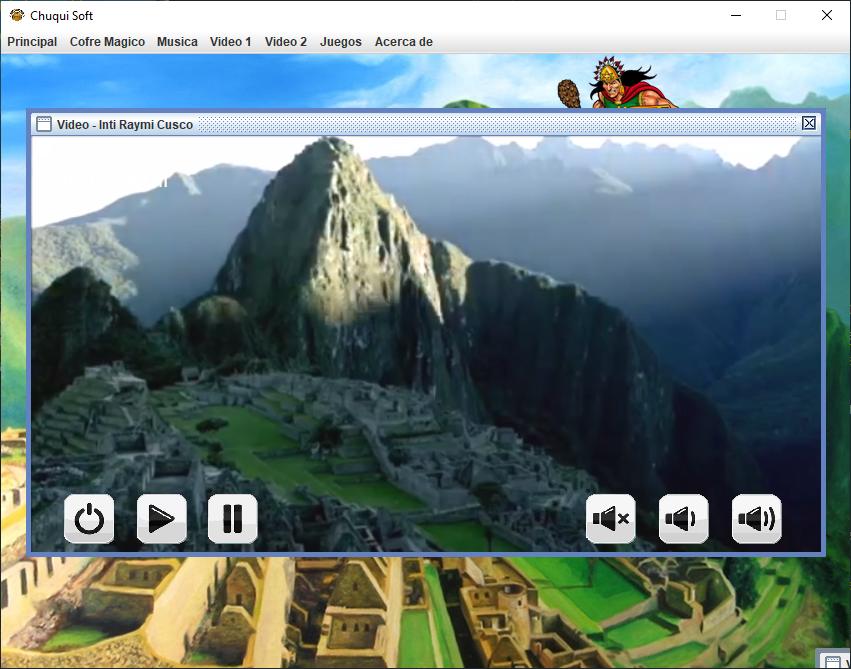 Chuqui Soft
Principal Cofre Magico Musica Video 1 Video 2 Juegos Acerca de
Video - Inti Raymi Cusco